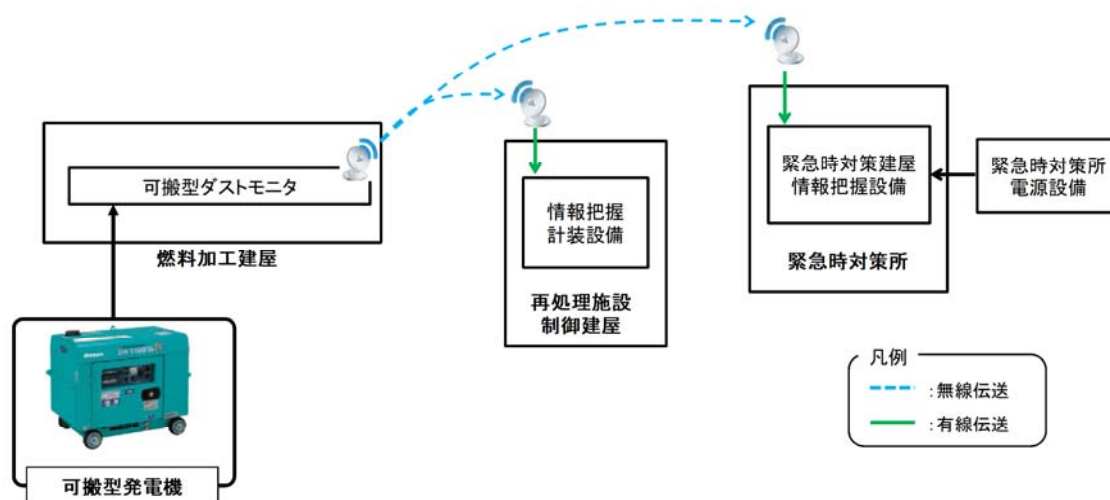 可搬型ダストモニタ
燃料加工建屋
可搬型発電機
情報把握
計装設備
再処理施設
制御建屋
緊急時対策建屋
情報把握設備
緊急時対策所
緊急時対策所
電源設備
凡例
：無線伝送
：有線伝送